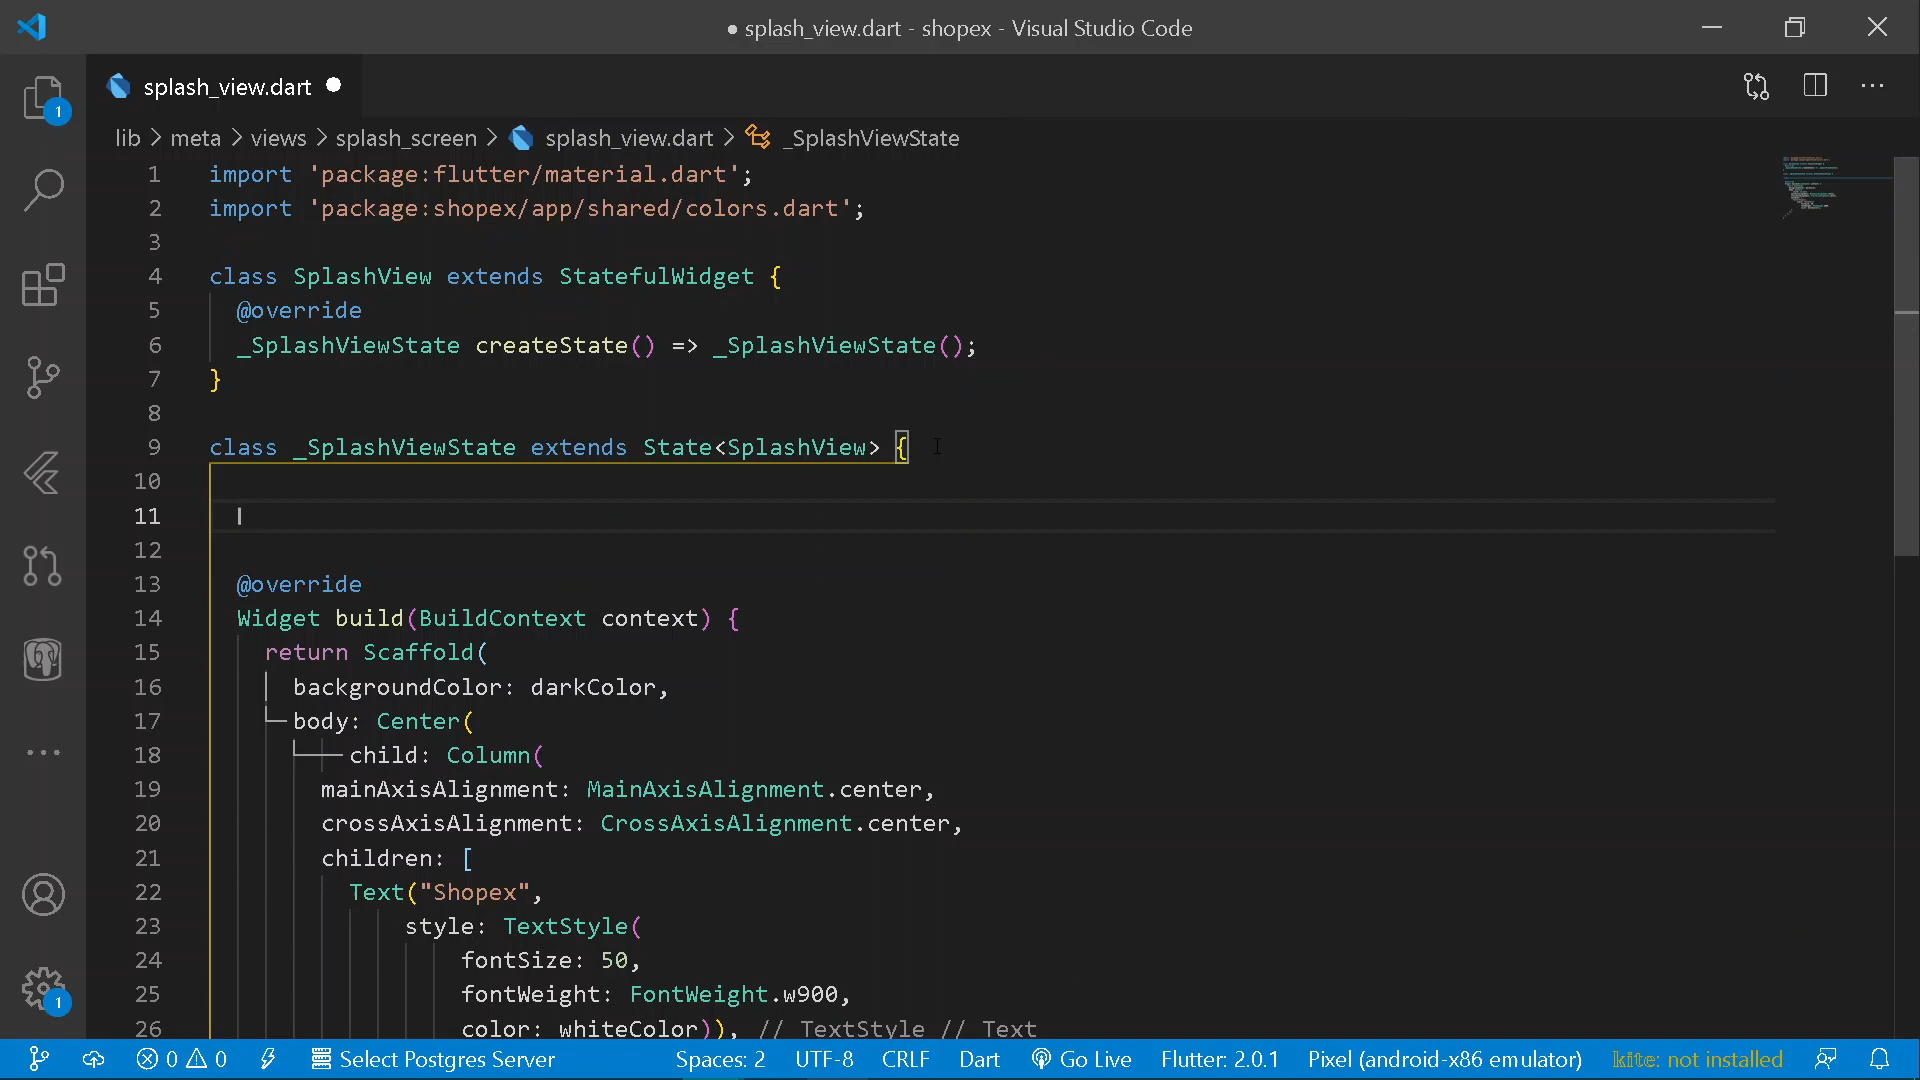 ● splash_view.dart - shopex - Visual Studio Code
splash_view.dart
lib > meta > views > splash_screen > splash_view.dart > _SplashViewState
1 import 'package:flutter/material.dart';
2 import 'package:shopex/app/shared/colors.dart';
3
4 class SplashView extends StatefulWidget {
5 @override
6 _SplashViewState createState() => _SplashViewState();
7 }
8
9 class _SplashViewState extends State<SplashView> {
10
11
12
13 @override
14 Widget build(BuildContext context) {
15 return Scaffold(
16 backgroundColor: darkColor,
17 body: Center(
18 child: Column(
19 mainAxisAlignment: MainAxisAlignment.center,
20 crossAxisAlignment: CrossAxisAlignment.center,
21 children: [
22 Text("Shopex",
23 style: TextStyle(
24 fontSize: 50,
25 fontWeight: FontWeight.w900,
26 color: whiteColor)), // TextStyle // Text
1
1
0 0 Select Postgres Server Spaces: 2 UTF-8 CRLF Dart Go Live Flutter: 2.0.1 Pixel (android-x86 emulator) kite: not installed